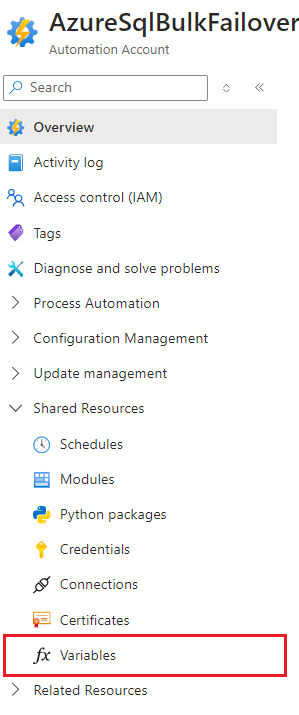 AzureSqlBulkFailover
Automation Account
Search
Overview
Activity log
Access control (IAM)
Tags
Diagnose and solve problems
Process Automation
Configuration Management
Update management
Shared Resources
Schedules
Modules
Python packages
Credentials
Connections
Certificates
fx Variables
Related Resources